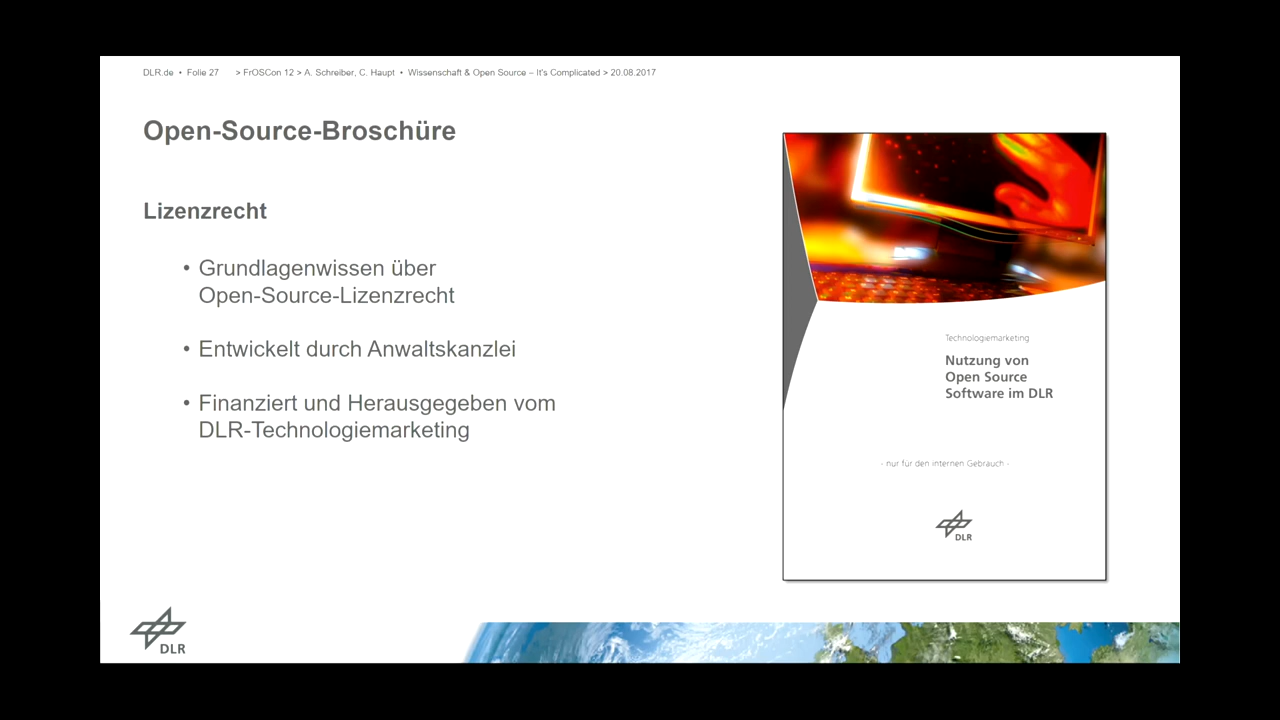 DLR.de • Folie 27 > FrOSCon 12 > A. Schreiber, C. Haupt • Wissenschaft & Open Source – It's Complicated > 20.08.2017
Open-Source-Broschüre
Lizenzrecht
• Grundlagenwissen über
Open-Source-Lizenzrecht
• Entwickelt durch Anwaltskanzlei
• Finanziert und Herausgegeben vom
DLR-Technologiemarketing
Technologiemarketing
Nutzung von
Open Source
Software im DLR
- nur für den internen Gebrauch -
DLR
DLR